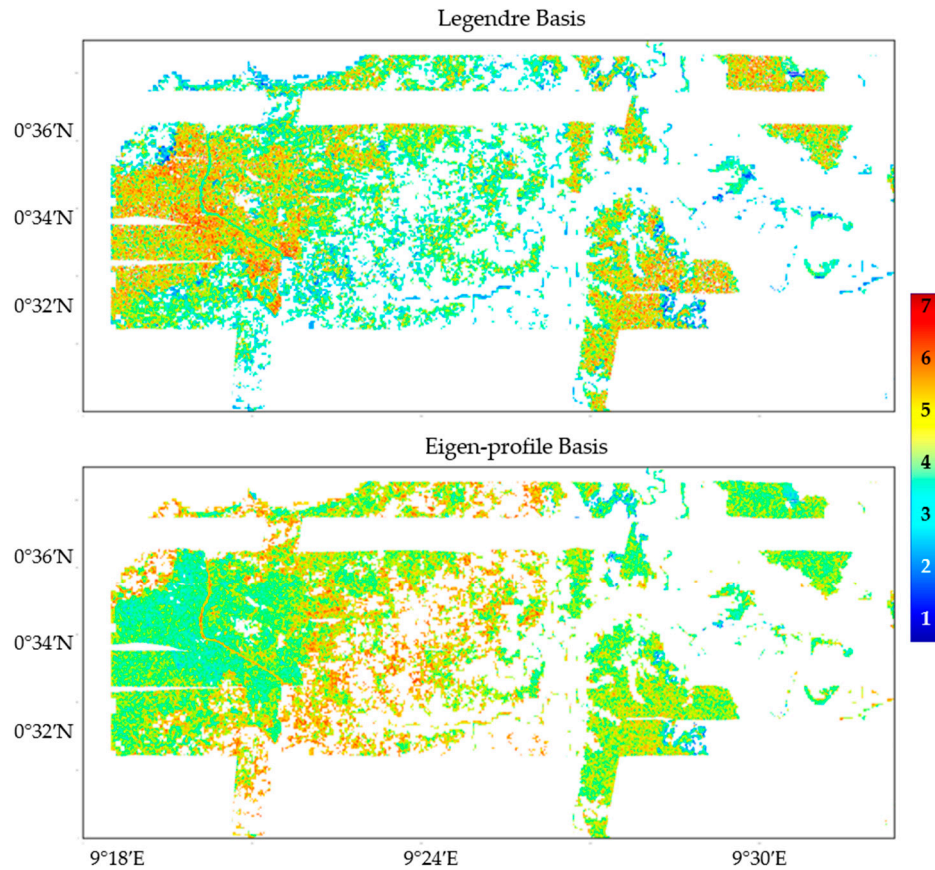 Legendre Basis
0°36′N
0°34′N
0°32′N
7
6
5
4
3
2
1
Eigen-profile Basis
0°36′N
0°34′N
0°32′N
9°18′E 9°24′E 9°30′E